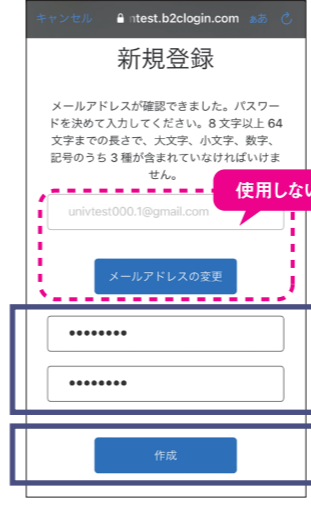 キャンセル ntest.b2clogin.com ぁあ
新規登録
メールアドレスが確認できました。パスワー
ドを決めて入力してください。8 文字以上 64
文字までの長さで、大文字、小文字、数字、
記号のうち 3 種が含まれていなければいけま
せん。
使用しない
univtest000.1@gmail.com
メールアドレスの変更
••••••••
••••••••
作成